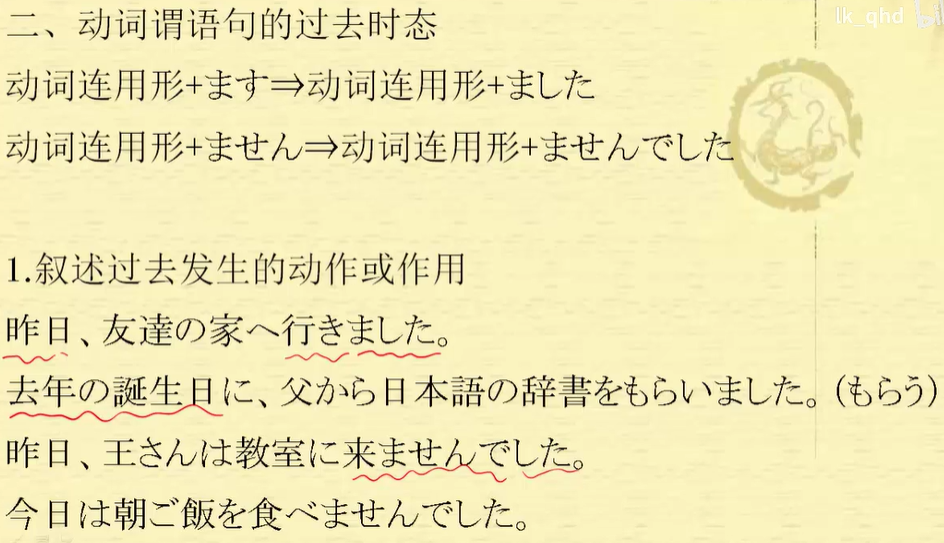 lk_qhd
二、动词谓语句的过去时态
动词连用形+ます⇒动词连用形+ました
动词连用形+ません⇒动词连用形+ませんでした
1.叙述过去发生的动作或作用
昨日、友達の家へ行きました。
去年の誕生日に、父から日本語の辞書をもらいました。(もらう)
昨日、王さんは教室に来ませんでした。
今日は朝ご飯を食べませんでした。